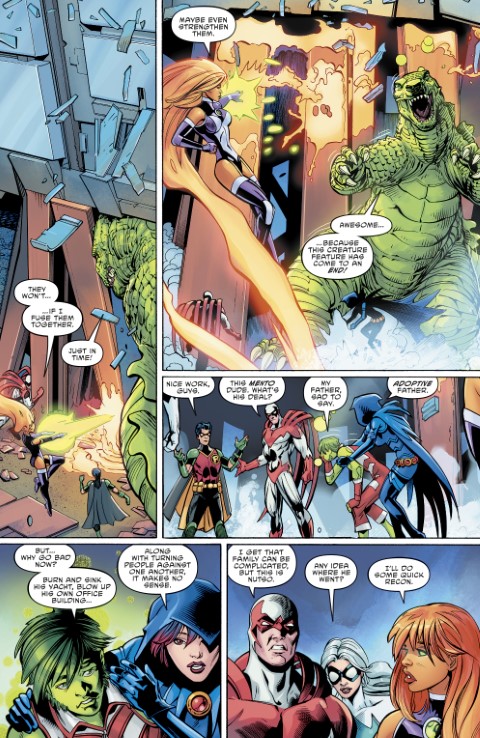 THEY
WON'T...
...IF I
FUSE THEM
TOGETHER.
JUST IN
TIME!
MAYBE EVEN
STRENGTHEN
THEM.
AWESOME...
...BECAUSE
THIS CREATURE
FEATURE HAS
COME TO AN
END!
NICE WORK,
GUYS.
THIS MENTO
DUDE. WHAT'S
HIS DEAL?
MY
FATHER,
SAD TO
SAY.
ADOPTIVE
FATHER.
BUT...
WHY GO BAD
NOW?
BURN AND SINK
HIS YACHT, BLOW UP
HIS OWN OFFICE
BUILDING...
ALONG
WITH TURNING
PEOPLE AGAINST
ONE ANOTHER,
IT MAKES NO
SENSE.
I GET THAT
FAMILY CAN BE
COMPLICATED,
BUT THIS IS
NUTSO.
ANY IDEA
WHERE HE
WENT?
I'LL DO
SOME QUICK
RECON.